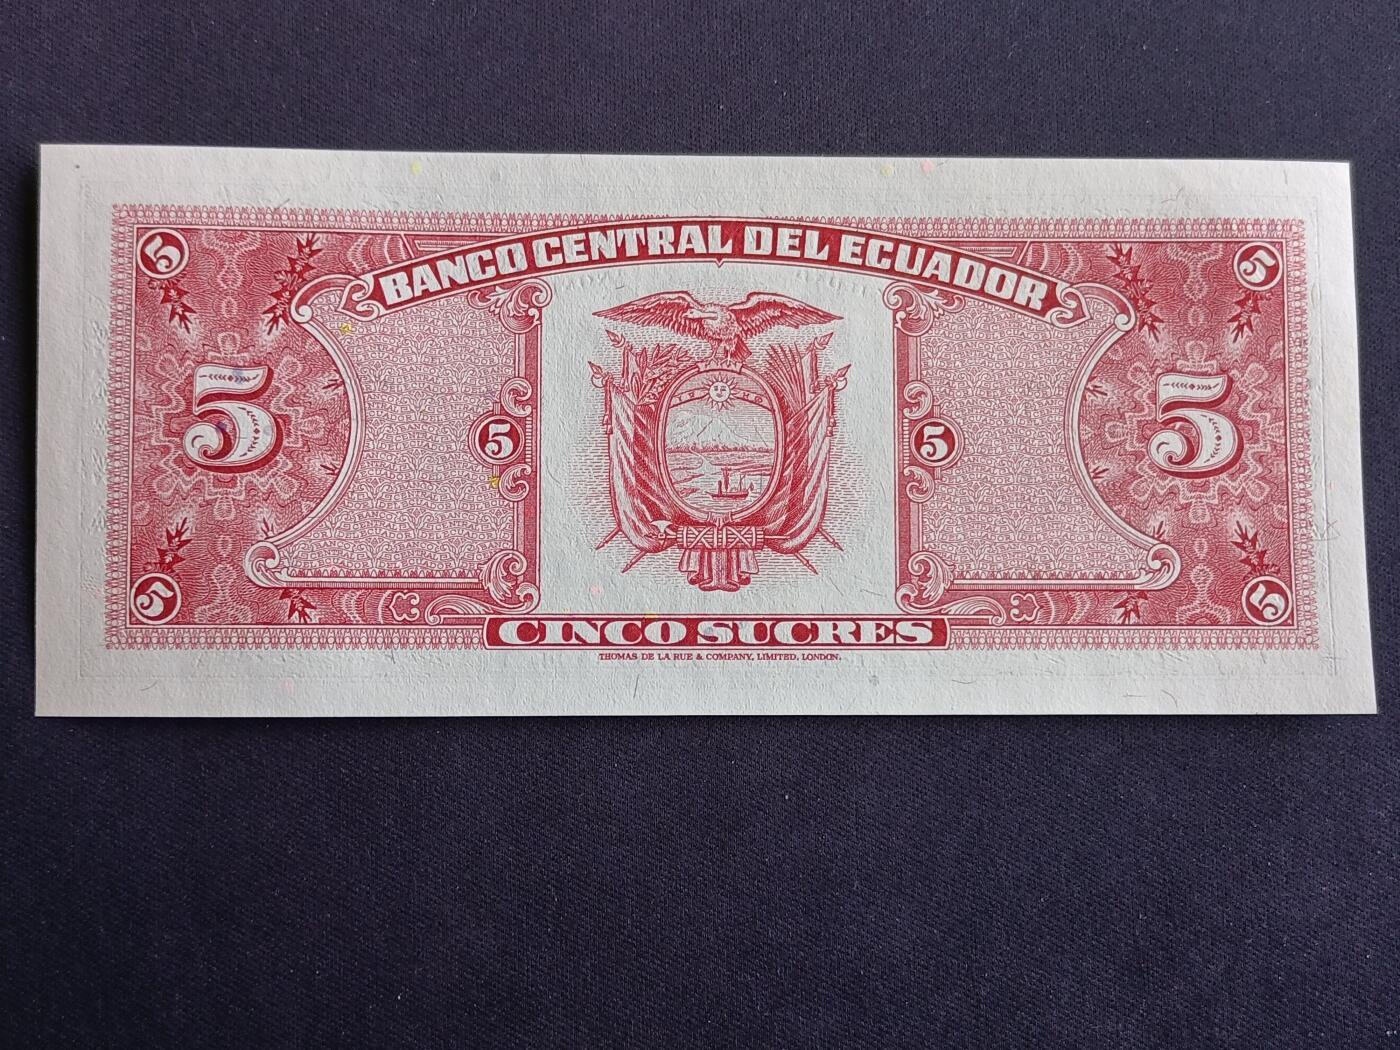 BANCO CENTRAL DEL ECUADOR
5 5
5 5 5 5
5 5
CINCO SUCRES
THOMAS DE LA RUE & COMPANY, LIMITED, LONDON.